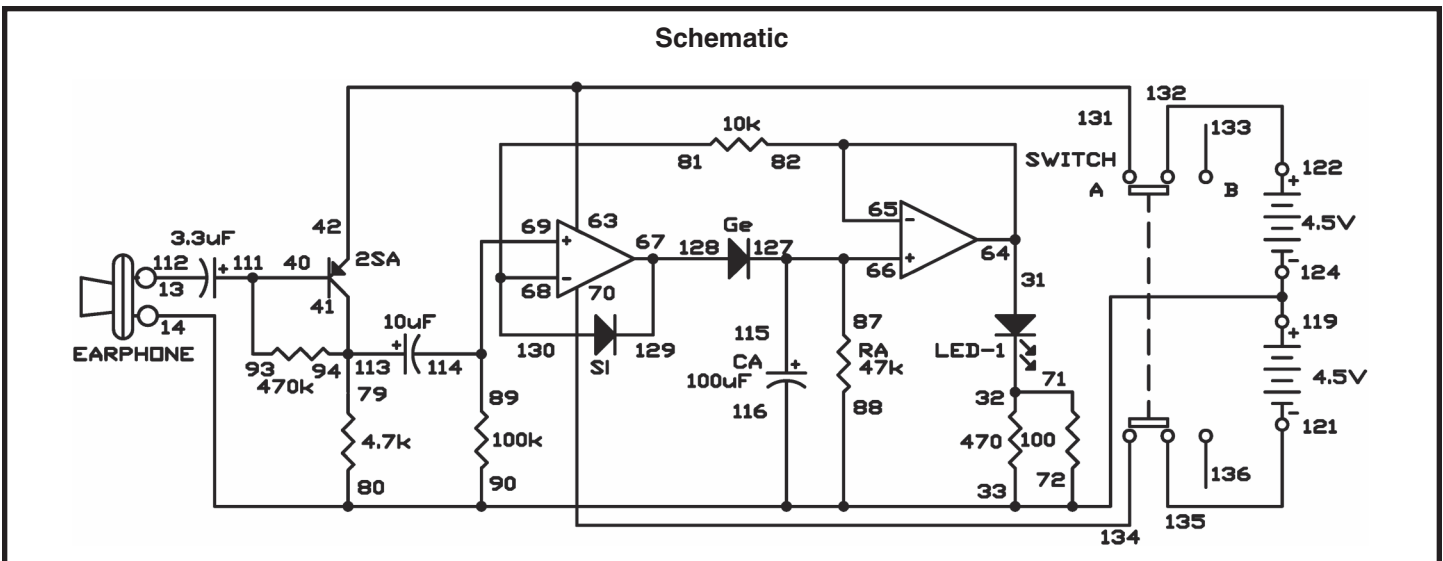 Schematic
132
131
133
10k
81 82
SWITCH
A B
122
+
4.5V
-
124
42
3.3uF
112 + 111 40 2SA
13
41
14
EARPHONE
93 94
470k
113
79
4.7k
80
10uF
+
114
89
100k
90
69 63
+ 67
-
68 70
130 129
SI
Ge
128 127
65
-
66 +
64
31
115
CA +
100uF
116
87
RA
47k
88
LED-1
71
32
470 100
72
33
119
+
4.5V
-
121
136
135
134